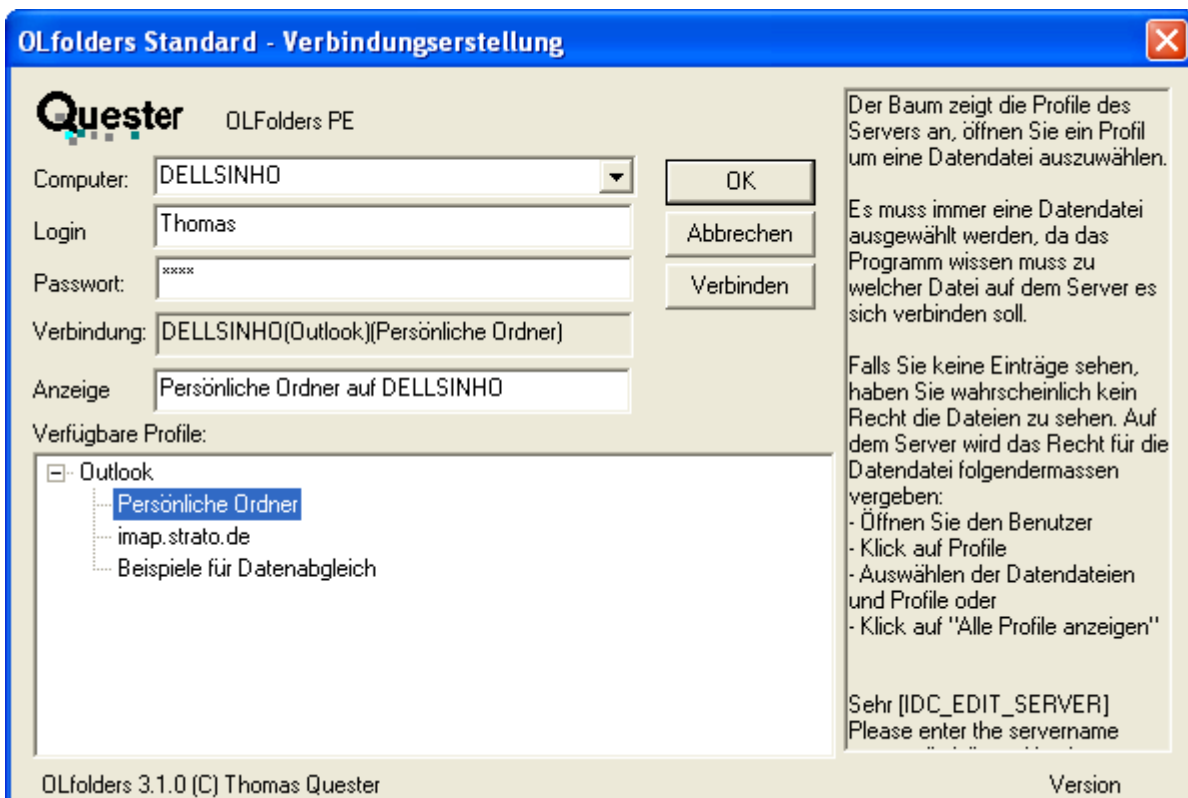 OLfolders Standard - Verbindungserstellung
Quester
OLFolders PE
Computer:
DELLSINHO
Login
Thomas
Passwort:
****
Verbindung:
DELLSINHO(Outlook)(Persönliche Ordner)
Anzeige
Persönliche Ordner auf DELLSINHO
OK
Abbrechen
Verbinden
Verfügbare Profile:
Outlook
Persönliche Ordner
imap.strato.de
Beispiele für Datenabgleich
Der Baum zeigt die Profile des
Servers an, öffnen Sie ein Profil
um eine Datendatei auszuwählen.
Es muss immer eine Datendatei
ausgewählt werden, da das
Programm wissen muss zu
welcher Datei auf dem Server es
sich verbinden soll.
Falls Sie keine Einträge sehen,
haben Sie wahrscheinlich kein
Recht die Dateien zu sehen. Auf
dem Server wird das Recht für die
Datendatei folgendermassen
vergeben:
- Öffnen Sie den Benutzer
- Klick auf Profile
- Auswählen der Datendateien
und Profile oder
- Klick auf "Alle Profile anzeigen"
Sehr [IDC_EDIT_SERVER]
Please enter the servername
OLfolders 3.1.0 (C) Thomas Quester
Version